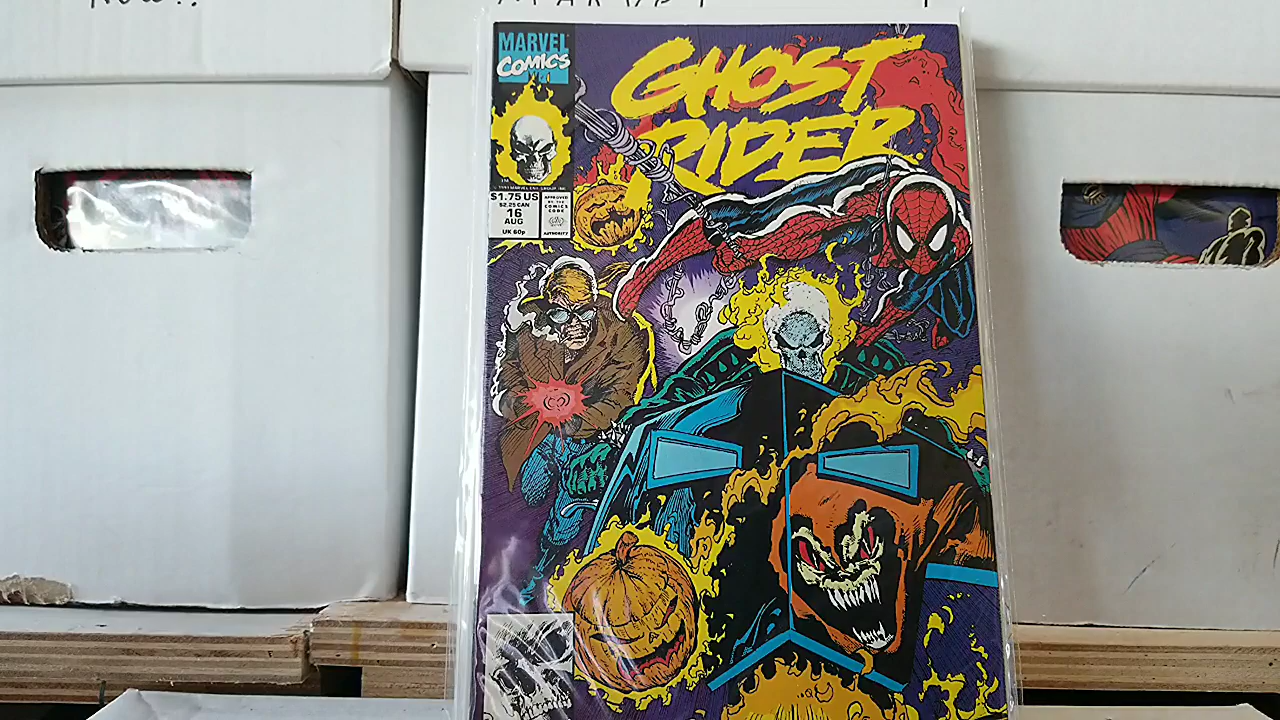 MARVEL
COMICS
GHOST
RIDER
TM
$1.75 US
$2.25 CAN
16
AUG
UK 60p
APPROVED
BY THE
COMICS
CODE
AUTHORITY